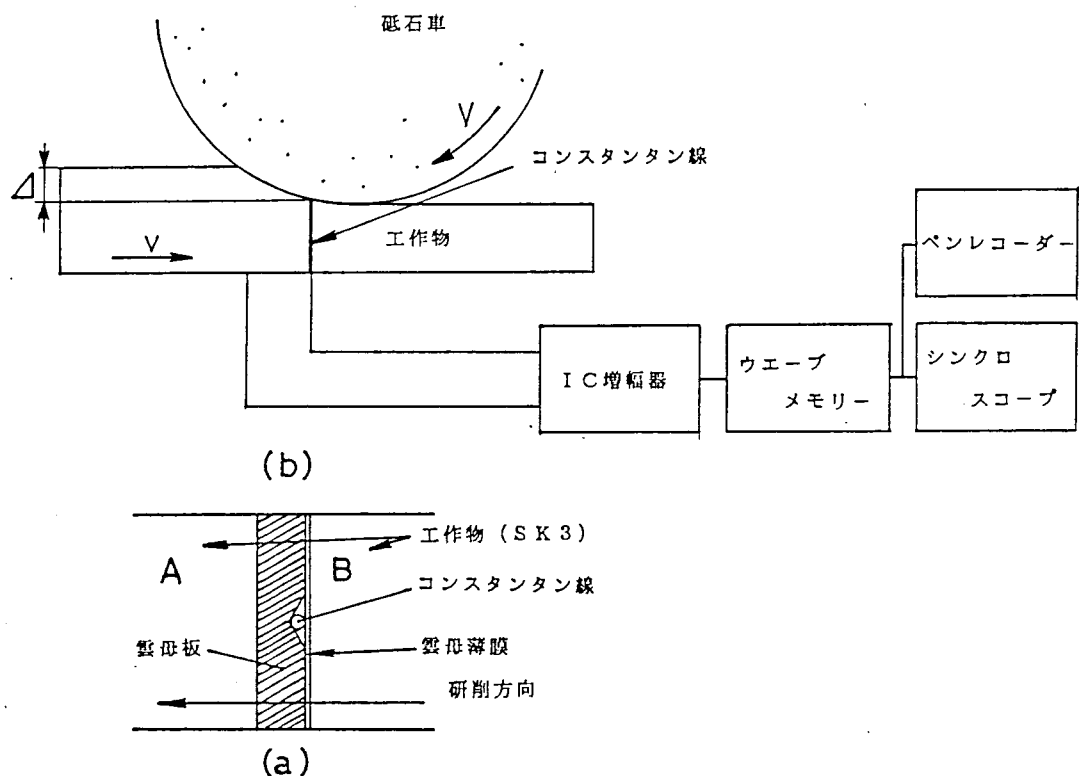 砥石車
V
コンスタンタン線
Δ
v
工作物
ペンレコーダー
IC増幅器
ウエーブ
メモリー
シンクロ
スコープ
(b)
工作物(SK3)
A
B
コンスタンタン線
雲母板
雲母薄膜
研削方向
(a)